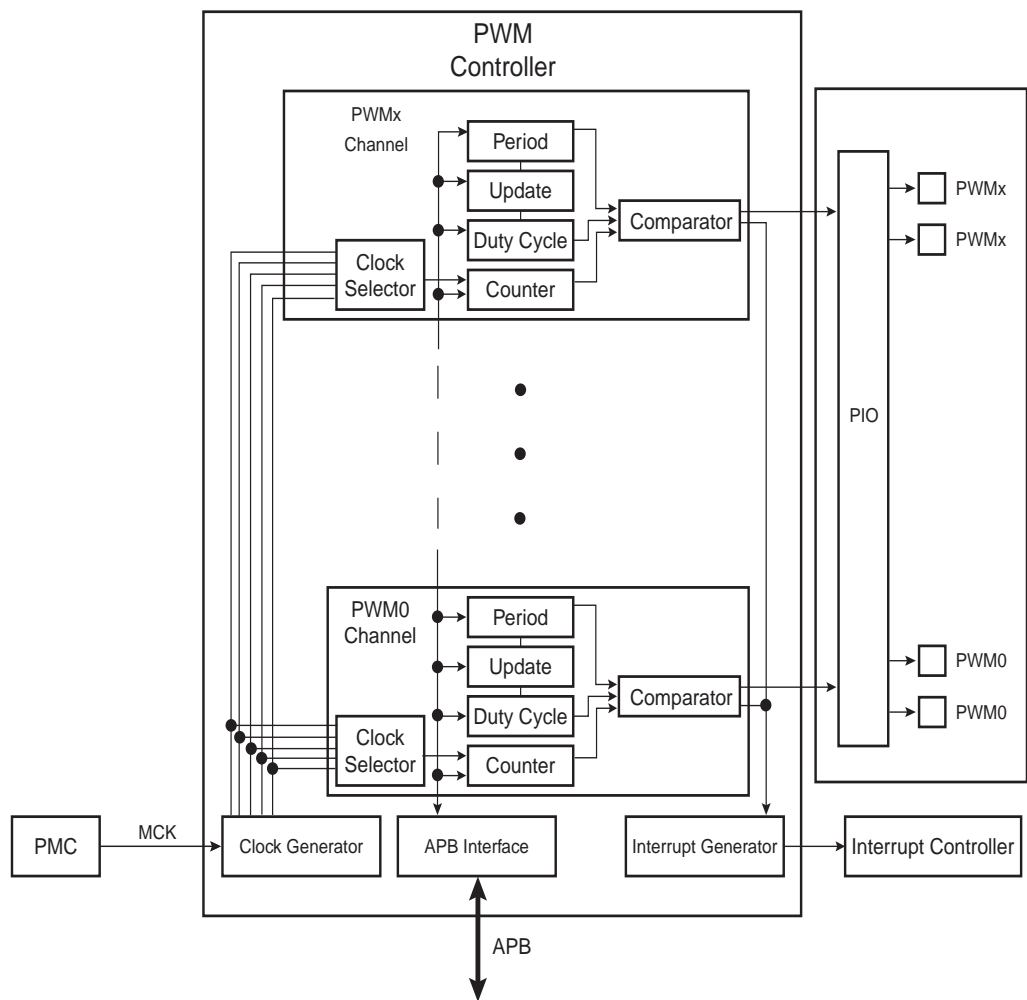 PWM
Controller
PWMx
Channel
Period
Update
Duty Cycle
Clock
Selector
Counter
Comparator
PIO
PWMx
PWMx
PWM0
Channel
Period
Update
Duty Cycle
Clock
Selector
Counter
Comparator
PWM0
PWM0
PMC
MCK
Clock Generator
APB Interface
Interrupt Generator
Interrupt Controller
APB